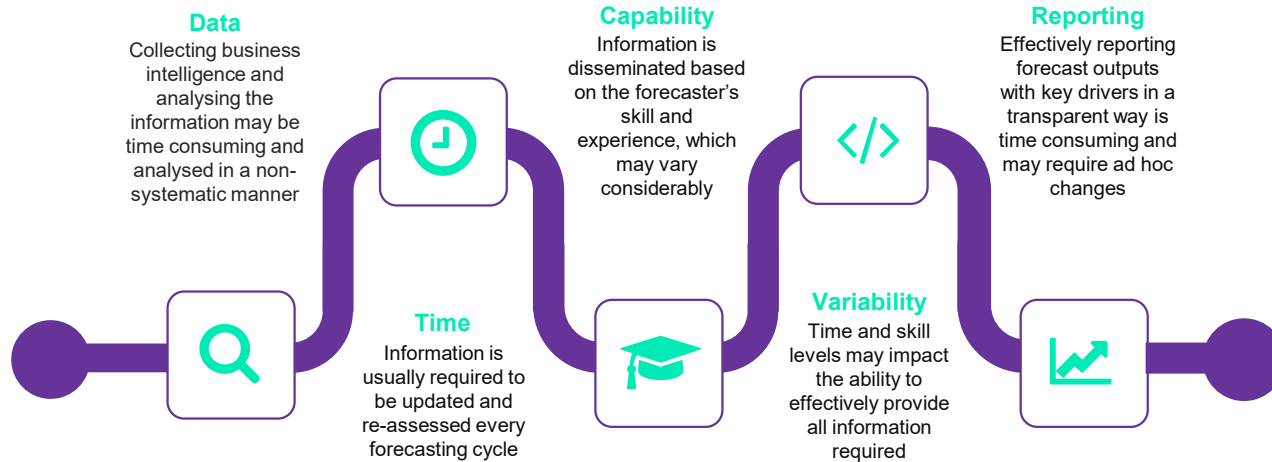 Data
Collecting business
intelligence and
analysing the
information may be
time consuming and
analysed in a non-
systematic manner
Time
Information is
usually required to
be updated and
re-assessed every
forecasting cycle
Capability
Information is
disseminated based
on the forecaster’s
skill and
experience, which
may vary
considerably
Variability
Time and skill
levels may impact
the ability to
effectively provide
all information
required
Reporting
Effectively reporting
forecast outputs
with key drivers in a
transparent way is
time consuming and
may require ad hoc
changes